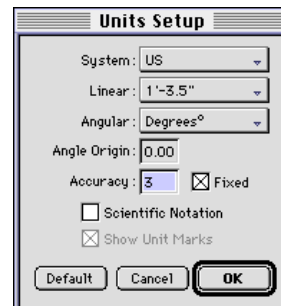 Units Setup
System: US
Linear: 1'-3.5"
Angular: Degrees°
Angle Origin: 0.00
Accuracy: 3 Fixed
Scientific Notation
Show Unit Marks
Default Cancel OK